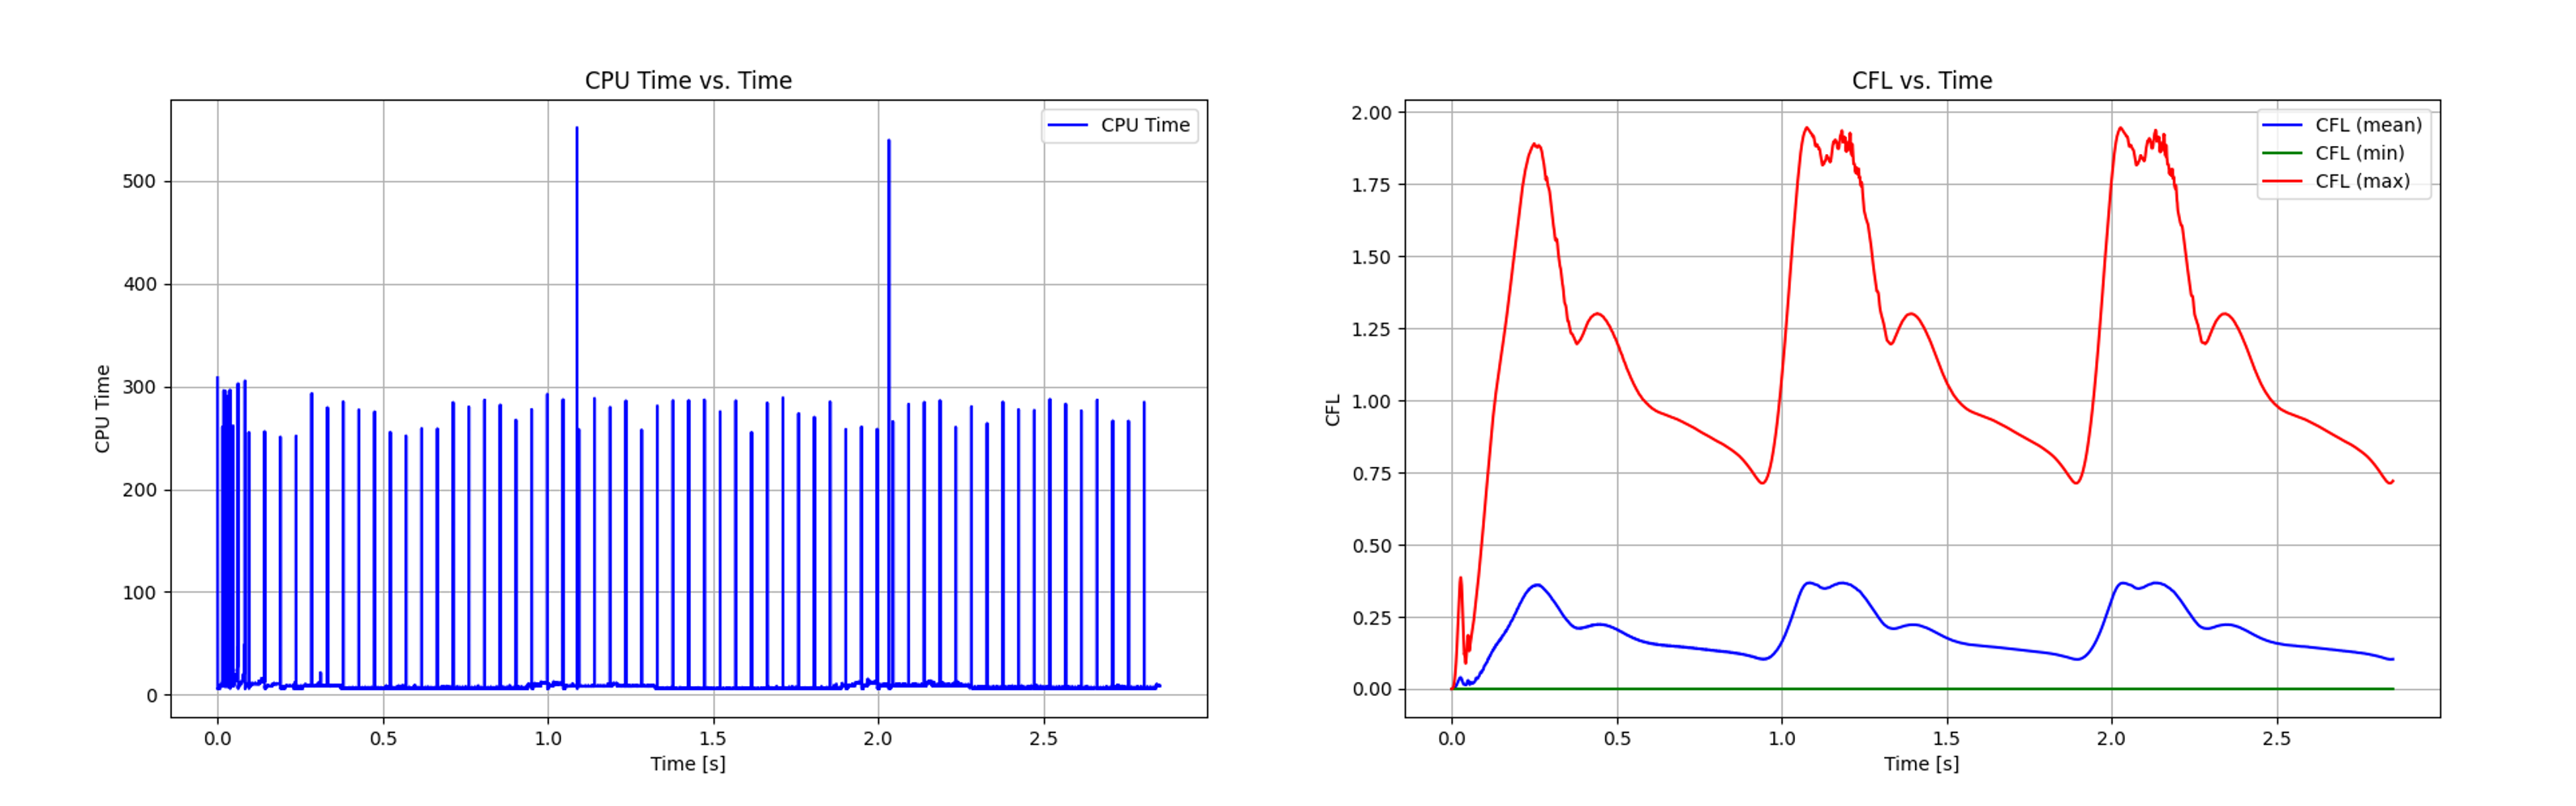 CPU Time vs. Time
CPU Time
500
400
300
200
100
0
CPU Time
0.0 0.5 1.0 1.5 2.0 2.5
Time [s]
CFL vs. Time
CFL (mean)
CFL (min)
CFL (max)
2.00
1.75
1.50
1.25
1.00
0.75
0.50
0.25
0.00
CFL
0.0 0.5 1.0 1.5 2.0 2.5
Time [s]